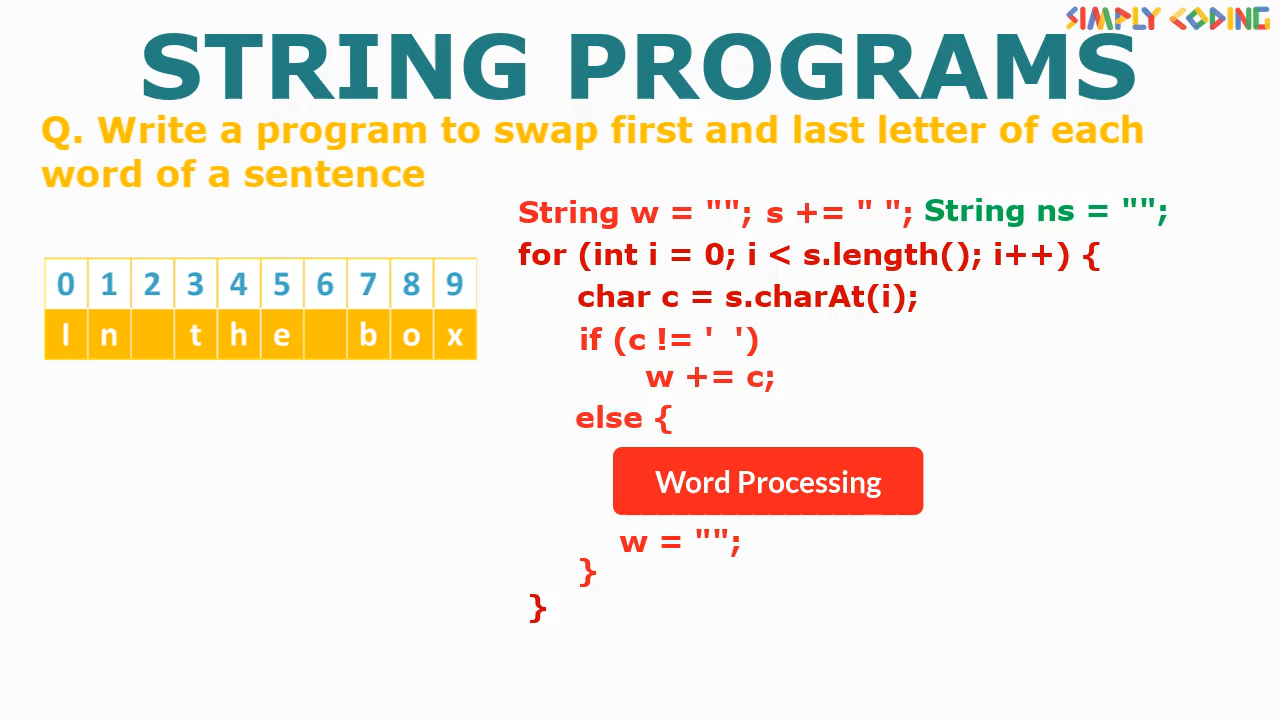 SIMPLY CODING
STRING PROGRAMS
Q. Write a program to swap first and last letter of each
word of a sentence
String w = ""; s += " "; String ns = "";
for (int i = 0; i < s.length(); i++) {
char c = s.charAt(i);
if (c != '  ')
w += c;
else {
Word Processing
w = "";
}
}
0 1 2 3 4 5 6 7 8 9
I n t h e b o x